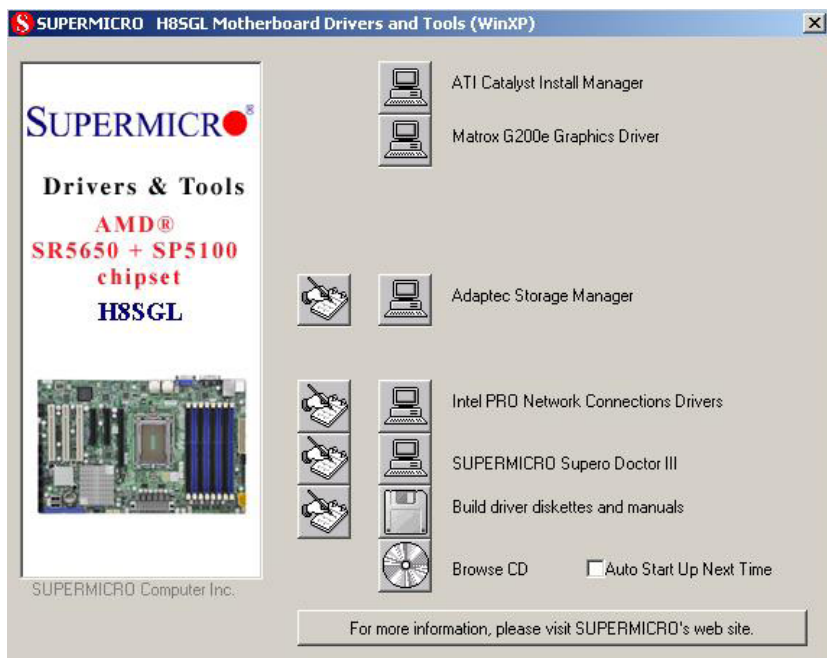 SUPERMICRO H8SGL Motherboard Drivers and Tools (WinXP)
SUPERMICRO®
Drivers & Tools
AMD®
SR5650 + SP5100
chipset
H8SGL
SUPERMICRO Computer Inc.
ATI Catalyst Install Manager
Matrox G200e Graphics Driver
Adaptec Storage Manager
Intel PRO Network Connections Drivers
SUPERMICRO Supero Doctor III
Build driver diskettes and manuals
Browse CD
Auto Start Up Next Time
For more information, please visit SUPERMICRO's web site.